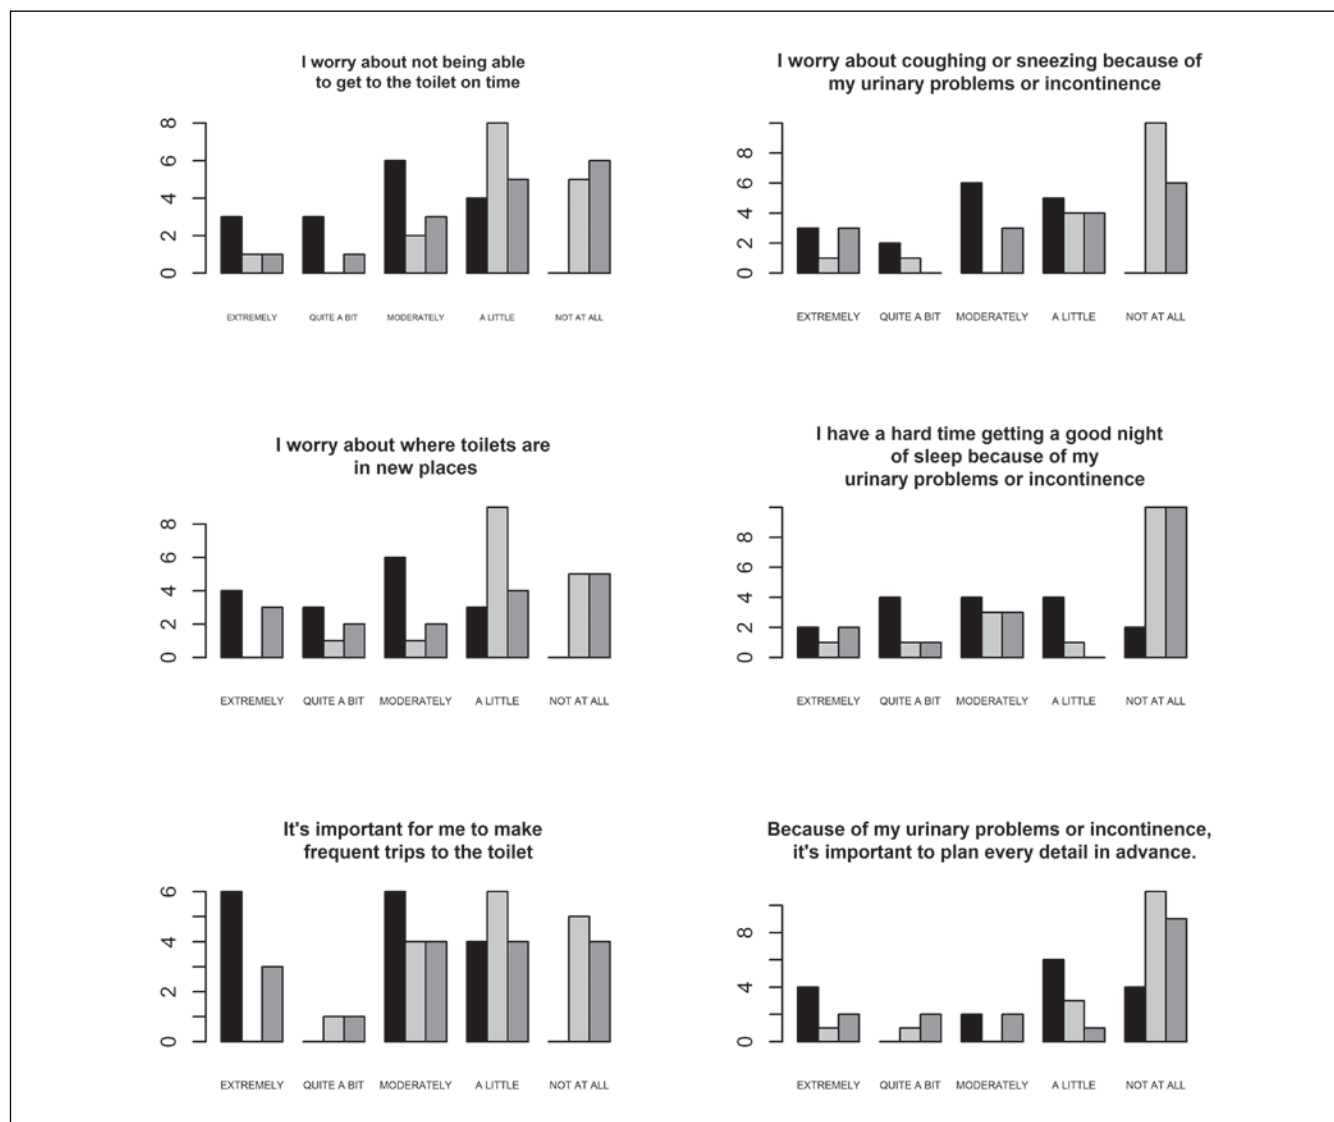 I worry about not being able
to get to the toilet on time
8
6
4
2
0
EXTREMELY QUITE A BIT MODERATELY A LITTLE NOT AT ALL
I worry about coughing or sneezing because of
my urinary problems or incontinence
8
6
4
2
0
EXTREMELY QUITE A BIT MODERATELY A LITTLE NOT AT ALL
I worry about where toilets are
in new places
8
6
4
2
0
EXTREMELY QUITE A BIT MODERATELY A LITTLE NOT AT ALL
I have a hard time getting a good night
of sleep because of my
urinary problems or incontinence
8
6
4
2
0
EXTREMELY QUITE A BIT MODERATELY A LITTLE NOT AT ALL
It's important for me to make
frequent trips to the toilet
6
4
2
0
EXTREMELY QUITE A BIT MODERATELY A LITTLE NOT AT ALL
Because of my urinary problems or incontinence,
it's important to plan every detail in advance.
8
4
0
EXTREMELY QUITE A BIT MODERATELY A LITTLE NOT AT ALL